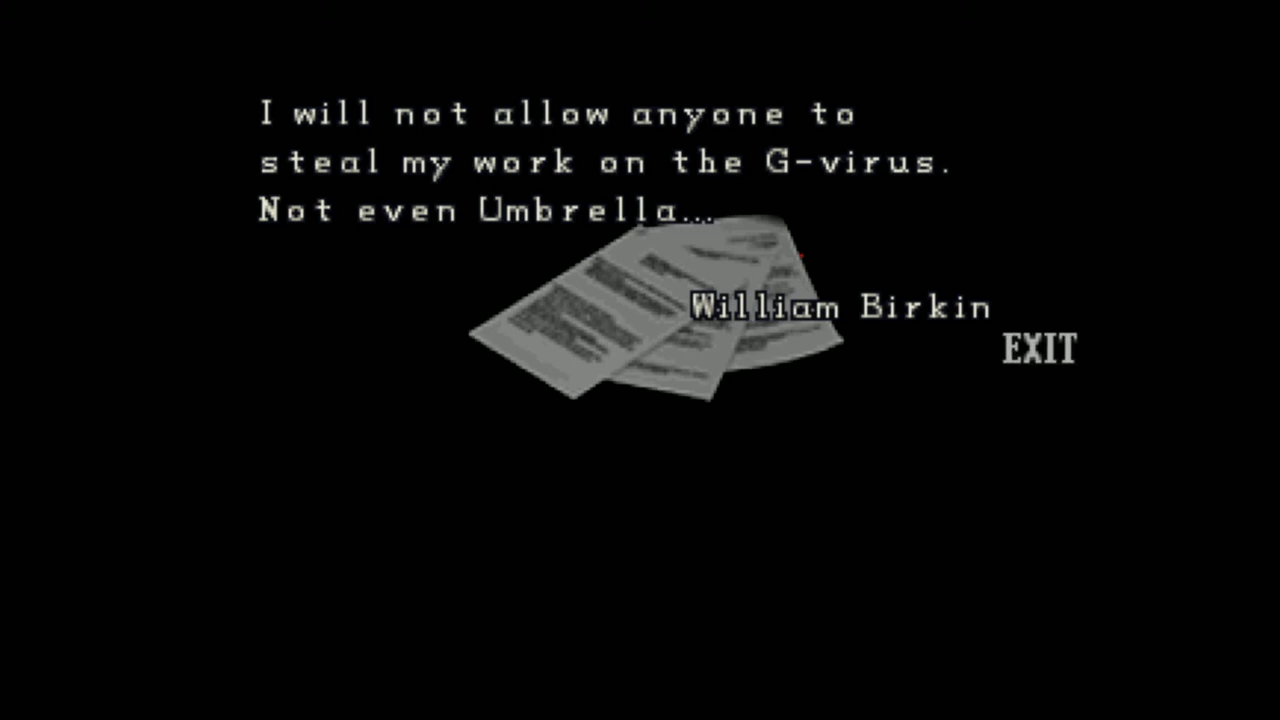 I will not allow anyone to
steal my work on the G-virus.
Not even Umbrella...
William Birkin
EXIT